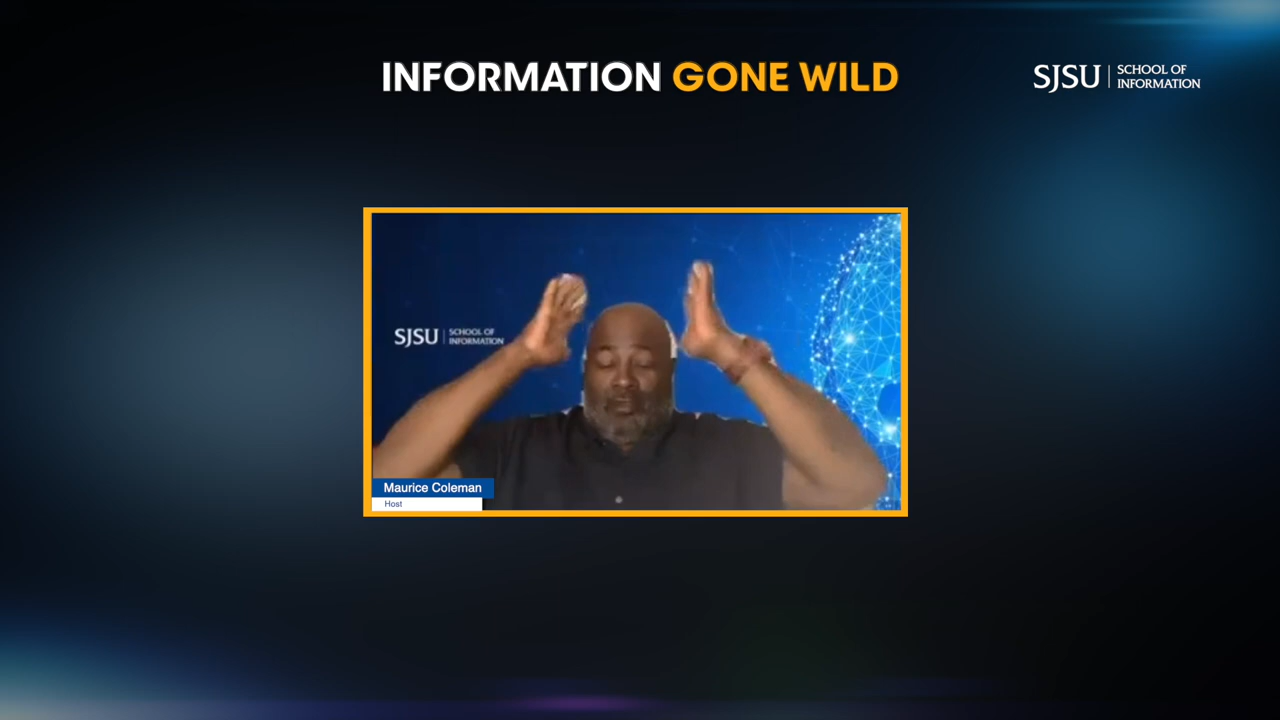 INFORMATION GONE WILD
SJSU | SCHOOL OF
INFORMATION
SJSU | SCHOOL OF
INFORMATION
Maurice Coleman
Host